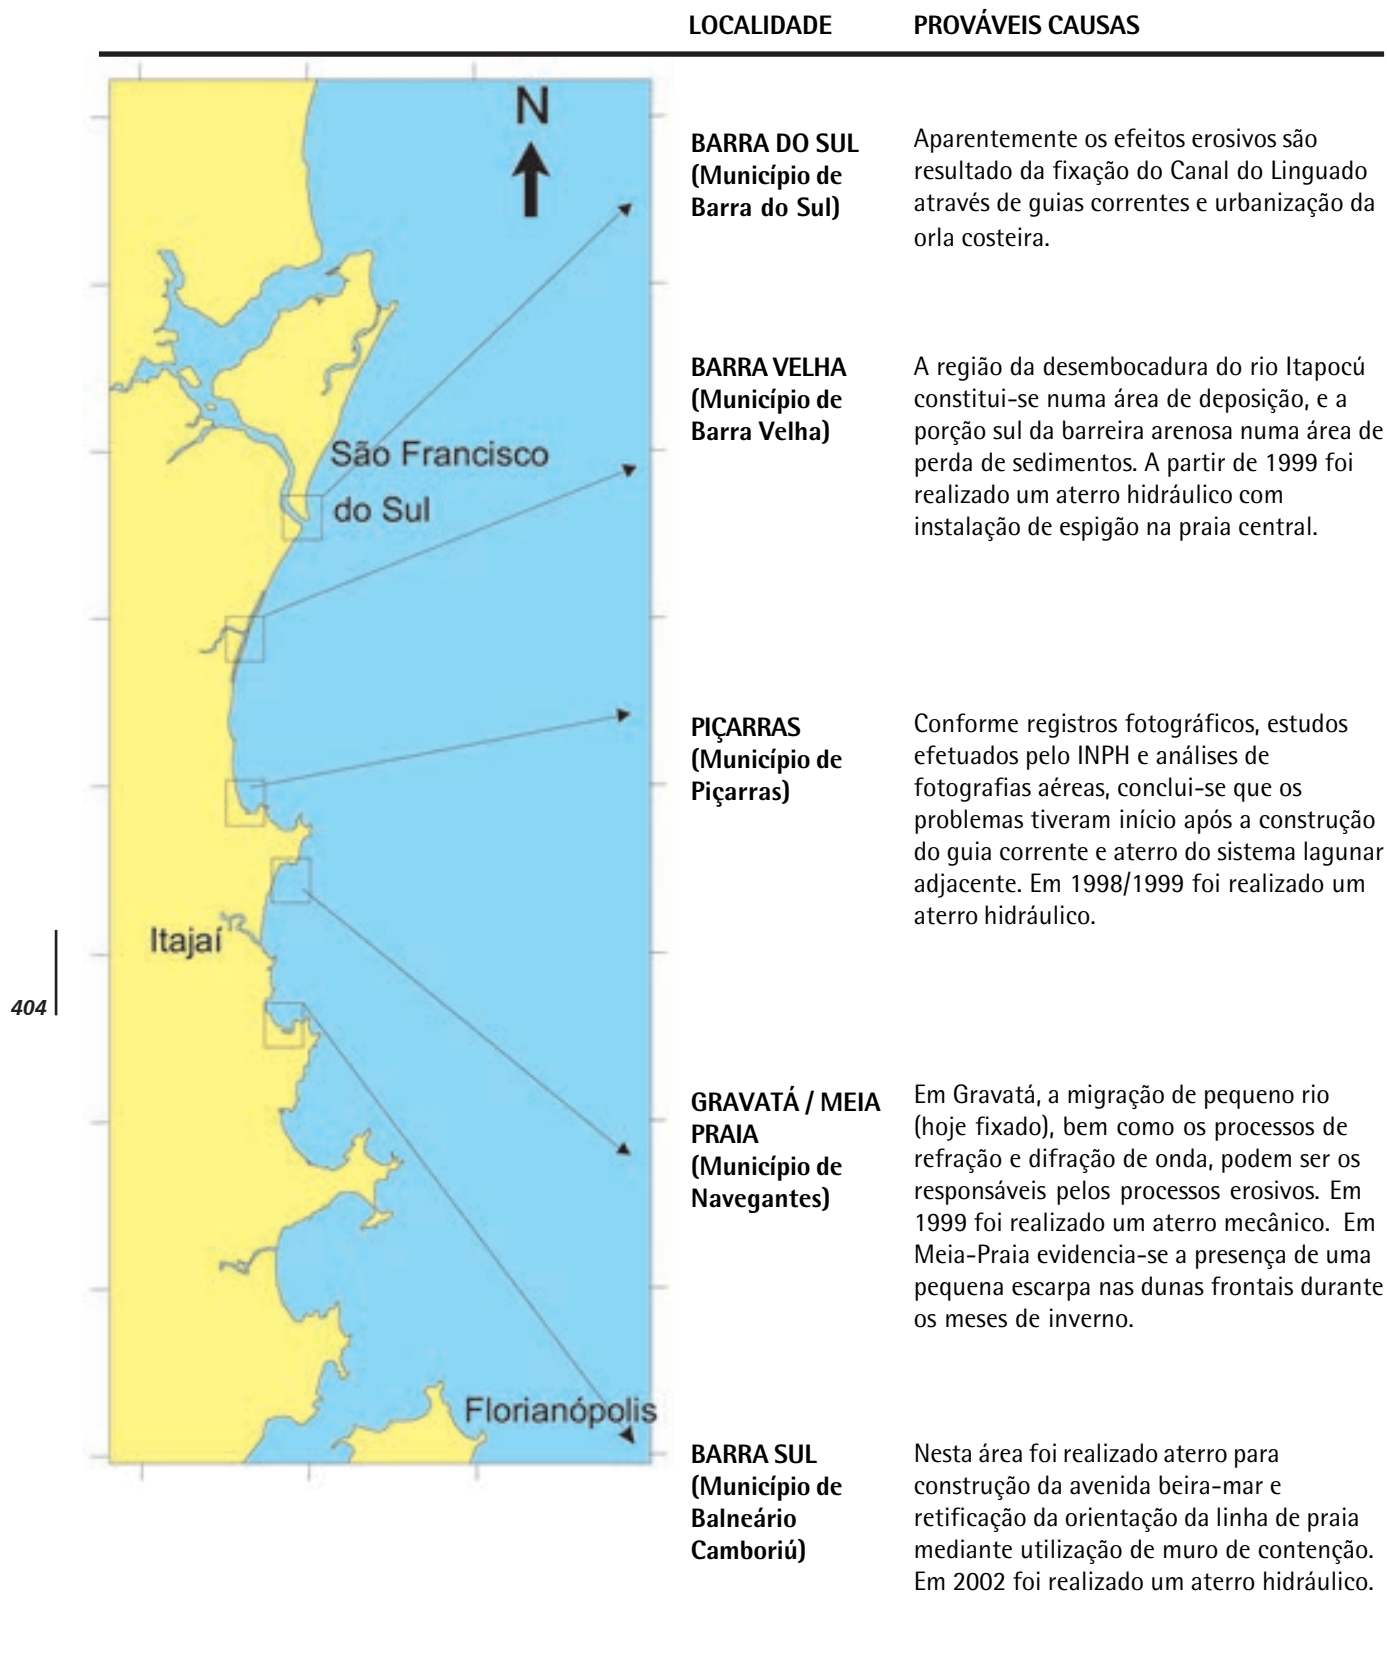 LOCALIDADE PROVÁVEIS CAUSAS
N
São Francisco
do Sul
Itajaí
Florianópolis
404
BARRA DO SUL
(Município de
Barra do Sul)
Aparentemente os efeitos erosivos são
resultado da fixação do Canal do Linguado
através de guias correntes e urbanização da
orla costeira.
BARRA VELHA
(Município de
Barra Velha)
A região da desembocadura do rio Itapocú
constitui-se numa área de deposição, e a
porção sul da barreira arenosa numa área de
perda de sedimentos. A partir de 1999 foi
realizado um aterro hidráulico com
instalação de espigão na praia central.
PIÇARRAS
(Município de
Piçarras)
Conforme registros fotográficos, estudos
efetuados pelo INPH e análises de
fotografias aéreas, conclui-se que os
problemas tiveram início após a construção
do guia corrente e aterro do sistema lagunar
adjacente. Em 1998/1999 foi realizado um
aterro hidráulico.
GRAVATÁ / MEIA
PRAIA
(Município de
Navegantes)
Em Gravatá, a migração de pequeno rio
(hoje fixado), bem como os processos de
refração e difração de onda, podem ser os
responsáveis pelos processos erosivos. Em
1999 foi realizado um aterro mecânico. Em
Meia-Praia evidencia-se a presença de uma
pequena escarpa nas dunas frontais durante
os meses de inverno.
BARRA SUL
(Município de
Balneário
Camboriú)
Nesta área foi realizado aterro para
construção da avenida beira-mar e
retificação da orientação da linha de praia
mediante utilização de muro de contenção.
Em 2002 foi realizado um aterro hidráulico.